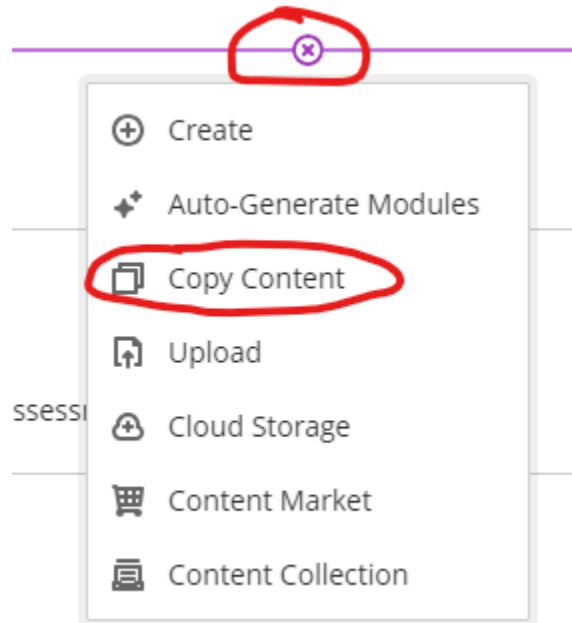 Create
Auto-Generate Modules
Copy Content
Upload
Cloud Storage
Content Market
Content Collection